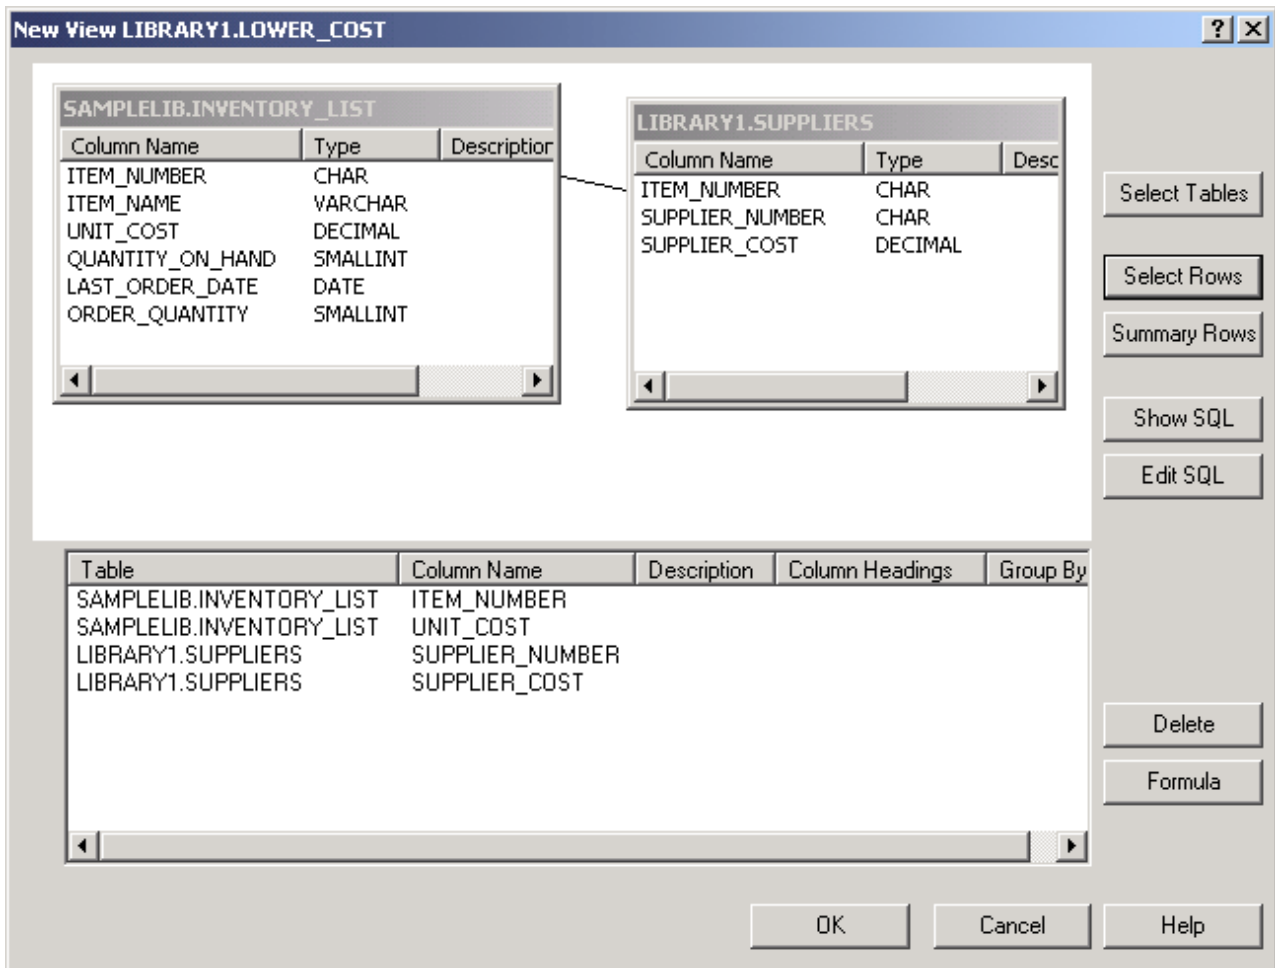 New View LIBRARY1.LOWER_COST
SAMPLELIB.INVENTORY_LIST
Column Name Type Description
ITEM_NUMBER CHAR
ITEM_NAME VARCHAR
UNIT_COST DECIMAL
QUANTITY_ON_HAND SMALLINT
LAST_ORDER_DATE DATE
ORDER_QUANTITY SMALLINT
LIBRARY1.SUPPLIERS
Column Name Type Desc
ITEM_NUMBER CHAR
SUPPLIER_NUMBER CHAR
SUPPLIER_COST DECIMAL
Select Tables
Select Rows
Summary Rows
Show SQL
Edit SQL
Table Column Name Description Column Headings Group By
SAMPLELIB.INVENTORY_LIST ITEM_NUMBER
SAMPLELIB.INVENTORY_LIST UNIT_COST
LIBRARY1.SUPPLIERS SUPPLIER_NUMBER
LIBRARY1.SUPPLIERS SUPPLIER_COST
Delete
Formula
OK Cancel Help